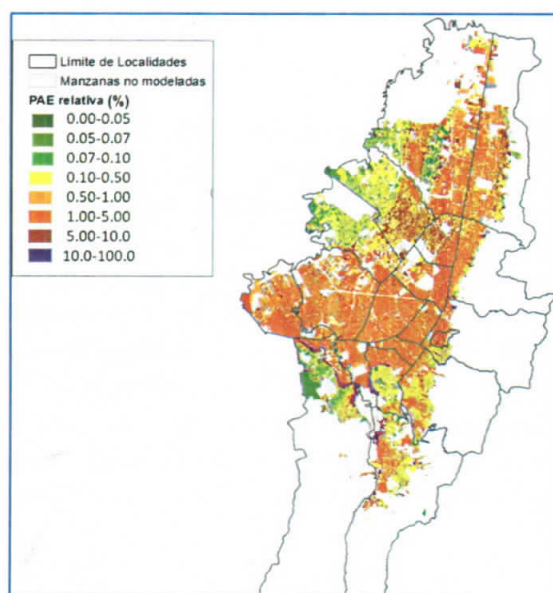 Límite de Localidades
Manzanas no modeladas
PAE relativa (%)
0.00-0.05
0.05-0.07
0.07-0.10
0.10-0.50
0.50-1.00
1.00-5.00
5.00-10.0
10.0-100.0